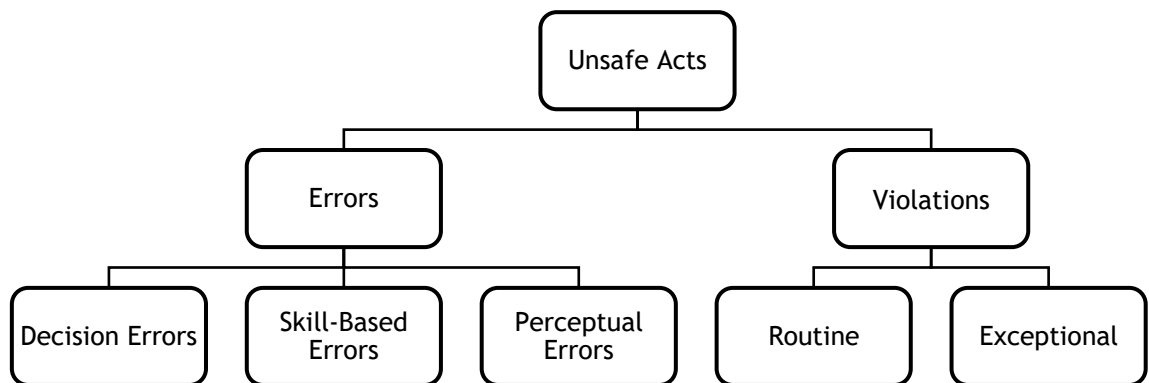 Unsafe Acts
Errors
Violations
Decision Errors
Skill-Based
Errors
Perceptual
Errors
Routine
Exceptional